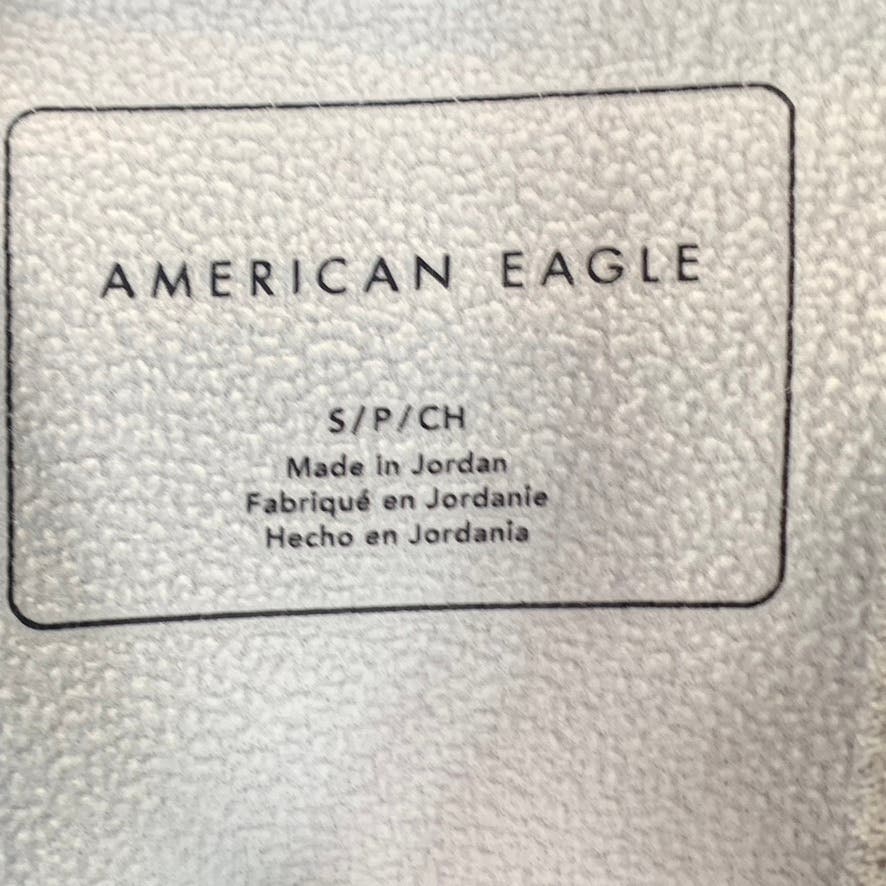 AMERICAN EAGLE
S/P/CH
Made in Jordan
Fabriqué en Jordanie
Hecho en Jordania